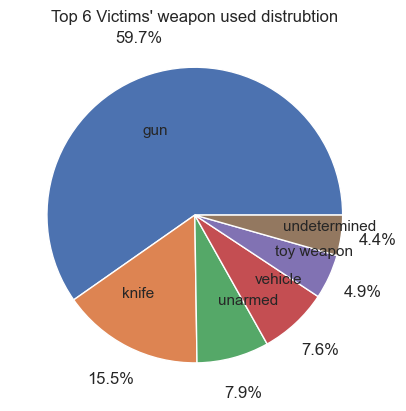 Top 6 Victims' weapon used distrubtion
59.7%
gun
undetermined
4.4%
toy weapon
4.9%
vehicle
knife
unarmed
7.6%
15.5%
7.9%